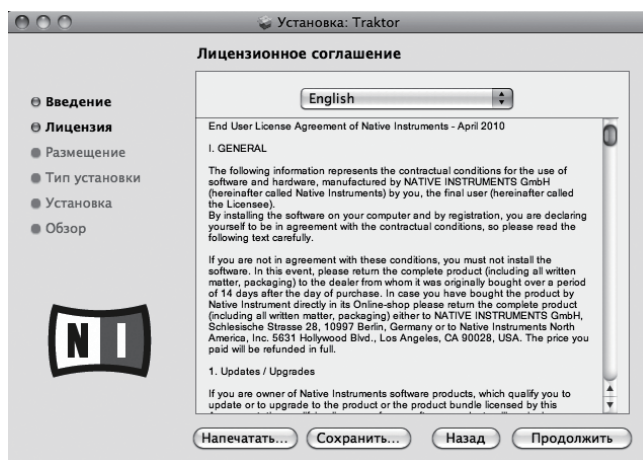 Установка: Traktor
Лицензионное соглашение
Введение
Лицензия
Размещение
Тип установки
Установка
Обзор
NI
English
End User License Agreement of Native Instruments - April 2010
I. GENERAL
The following information represents the contractual conditions for the use of
software and hardware, manufactured by NATIVE INSTRUMENTS GmbH
(hereinafter called Native Instruments) by you, the final user (hereinafter called
the Licensee).
By installing the software on your computer and by registration, you are declaring
yourself to be in agreement with the contractual conditions, so please read the
following text carefully.
If you are not in agreement with these conditions, you must not install the
software. In this event, please return the complete product (including all written
matter, packaging) to the dealer from whom it was originally bought over a period
of 14 days after the day of purchase. In case you have bought the product by
Native Instrument directly in its Online-shop please return the complete product
(including all written matter, packaging) either to NATIVE INSTRUMENTS GmbH,
Schlesische Strasse 28, 10997 Berlin, Germany or to Native Instruments North
America, Inc. 5631 Hollywood Blvd., Los Angeles, CA 90028, USA. The price you
paid will be refunded in full.
1. Updates / Upgrades
If you are owner of Native Instruments software products, which qualify you to
update or to upgrade to the product or the product bundle licensed by this
Напечатать...
Сохранить...
Назад
Продолжить